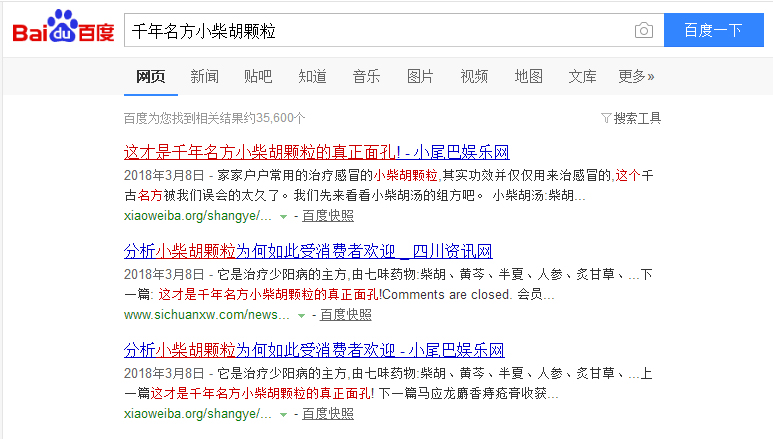 Baidu百度 千年名方小柴胡颗粒 百度一下
网页 新闻 贴吧 知道 音乐 图片 视频 地图 文库 更多»
百度为您找到相关结果约35,600个 搜索工具
这才是千年名方小柴胡颗粒的真正面孔! - 小尾巴娱乐网
2018年3月8日 - 家家户户常用的治疗感冒的小柴胡颗粒,其实功效并仅仅用来治感冒的,这个千
古名方被我们误会的太久了。我们先来看看小柴胡汤的组方吧。 小柴胡汤:柴胡...
xiaoweiba.org/shangye/... - 百度快照
分析小柴胡颗粒为何如此受消费者欢迎 _ 四川资讯网
2018年3月8日 - 它是治疗少阳病的主方,由七味药物:柴胡、黄芩、半夏、人参、炙甘草、...下
一篇: 这才是千年名方小柴胡颗粒的真正面孔!Comments are closed. 会员...
www.sichuanxw.com/news... - 百度快照
分析小柴胡颗粒为何如此受消费者欢迎 - 小尾巴娱乐网
2018年3月8日 - 它是治疗少阳病的主方,由七味药物:柴胡、黄芩、半夏、人参、炙甘草、...上
一篇这才是千年名方小柴胡颗粒的真正面孔! 下一篇马应龙麝香痔疮膏收获...
xiaoweiba.org/shangye/... - 百度快照